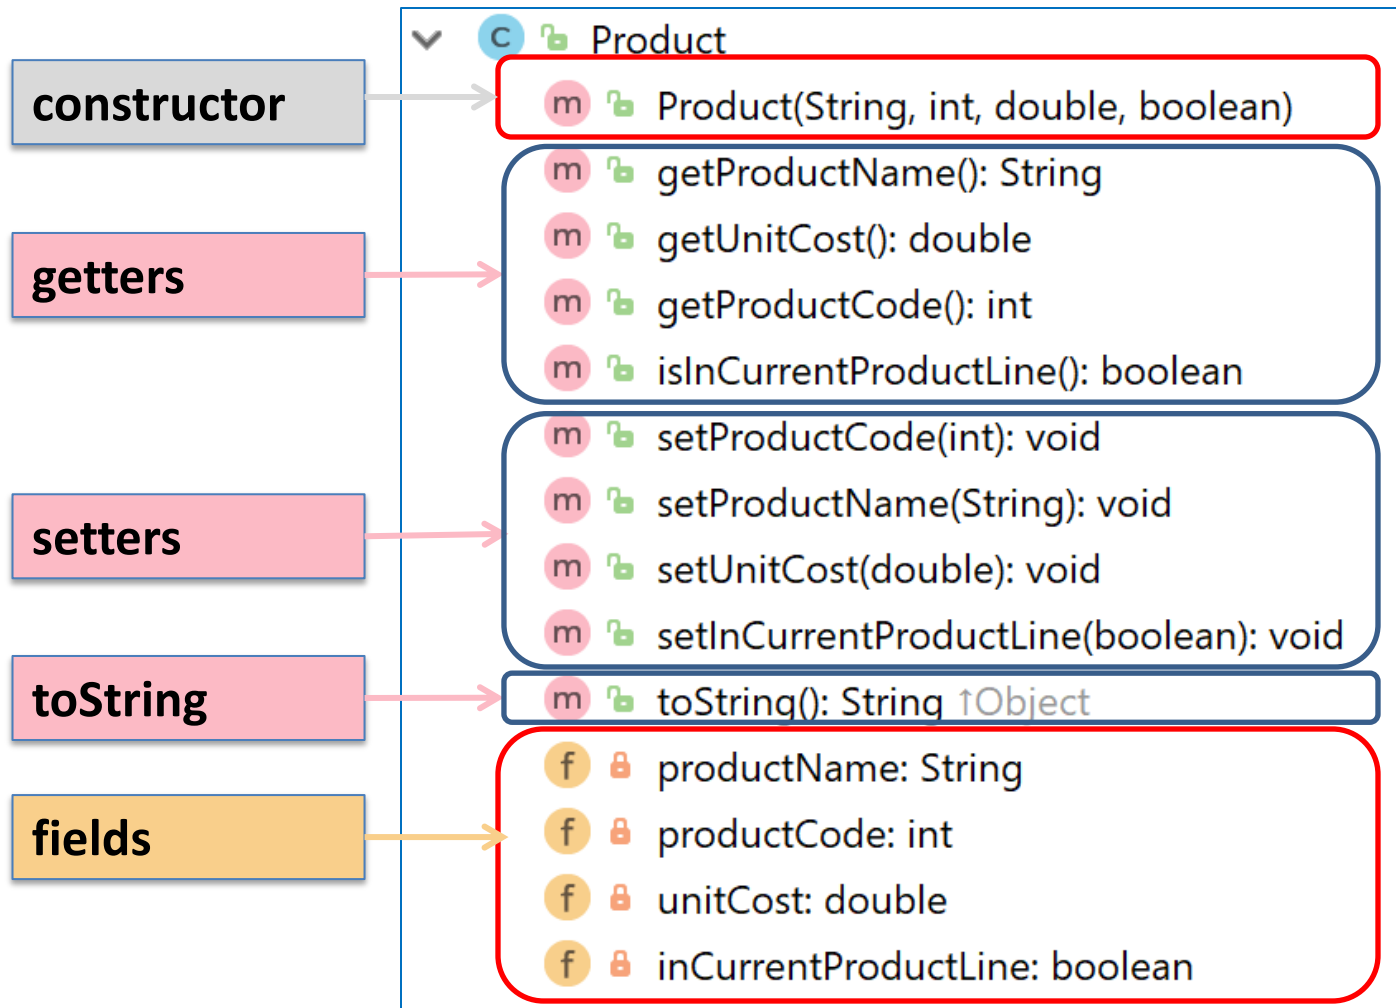 C Product
constructor
m Product(String, int, double, boolean)
m getProductName(): String
m getUnitCost(): double
getters
m getProductCode(): int
m isInCurrentProductLine(): boolean
m setProductCode(int): void
m setProductName(String): void
setters
m setUnitCost(double): void
m setInCurrentProductLine(boolean): void
toString
m toString(): String ↑Object
f productName: String
fields
f productCode: int
f unitCost: double
f inCurrentProductLine: boolean